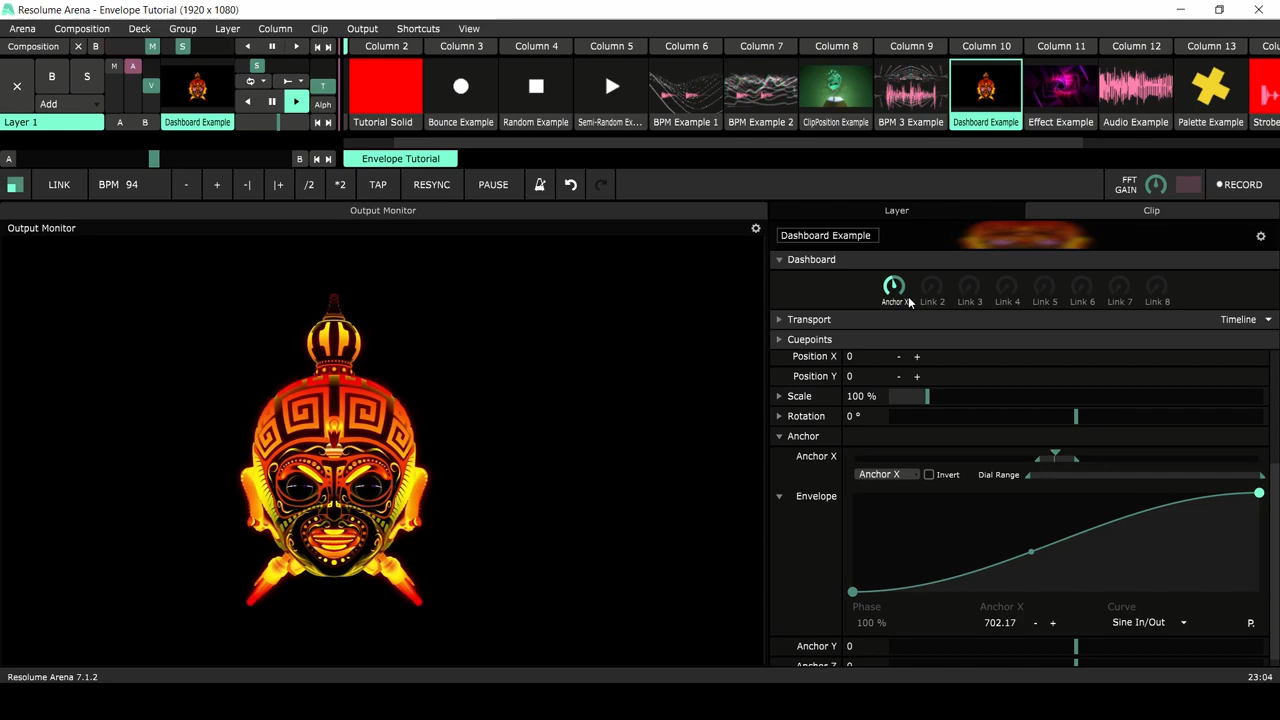 Resolume Arena - Envelope Tutorial (1920 x 1080)
Arena Composition Deck Group Layer Column Clip Output Shortcuts View
Composition X B M S Column 2 Column 3 Column 4 Column 5 Column 6 Column 7 Column 8 Column 9 Column 10 Column 11 Column 12 Column 13
M A S
B S V T
Add Alph
Layer 1 A B Dashboard Example Tutorial Solid Bounce Example Random Example Semi-Random Ex... BPM Example 1 BPM Example 2 ClipPosition Example BPM 3 Example Dashboard Example Effect Example Audio Example Palette Example Strobe
A B Envelope Tutorial
LINK BPM 94 - + -| |+ /2 *2 TAP RESYNC PAUSE FFT GAIN RECORD
Output Monitor Layer Clip
Output Monitor Dashboard Example
Dashboard
Anchor X Link 2 Link 3 Link 4 Link 5 Link 6 Link 7 Link 8
Transport Timeline
Cuepoints
Position X 0 - +
Position Y 0 - +
Scale 100 %
Rotation 0 °
Anchor
Anchor X
Anchor X Invert Dial Range
Envelope
Phase Anchor X Curve
100 % 702.17 - + Sine In/Out P.
Anchor Y 0
Anchor Z 0
Resolume Arena 7.1.2 23:04